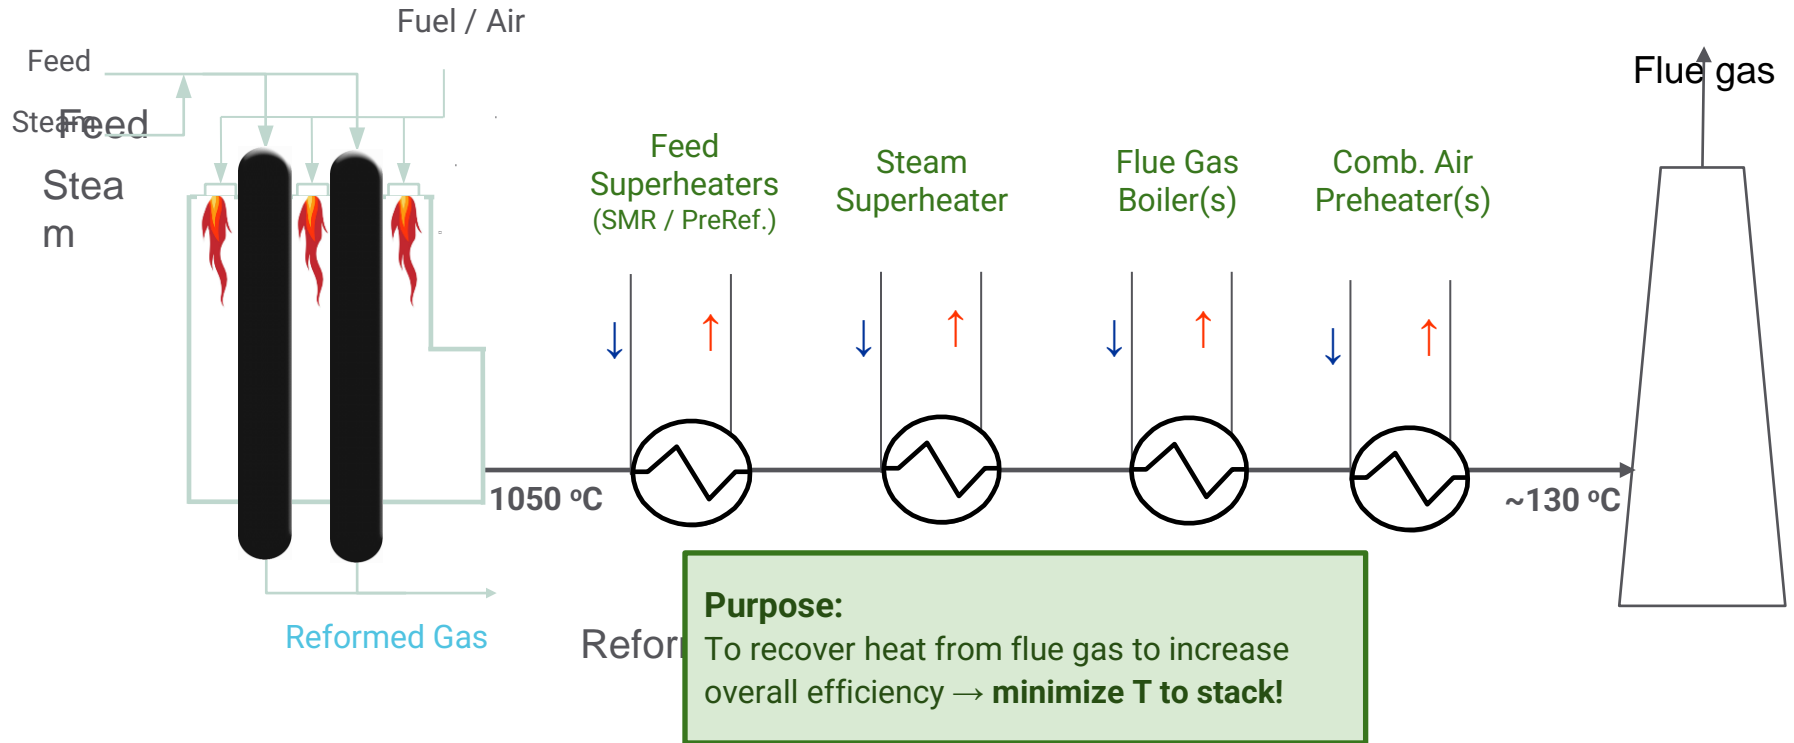 Fuel / Air
Feed
Steam
Feed
Stea
m
Flue gas
Feed
Superheaters
(SMR / PreRef.)
Steam
Superheater
Flue Gas
Boiler(s)
Comb. Air
Preheater(s)
1050 ºC
~130 ºC
Reformed Gas
Refor
Purpose:
To recover heat from flue gas to increase
overall efficiency → minimize T to stack!